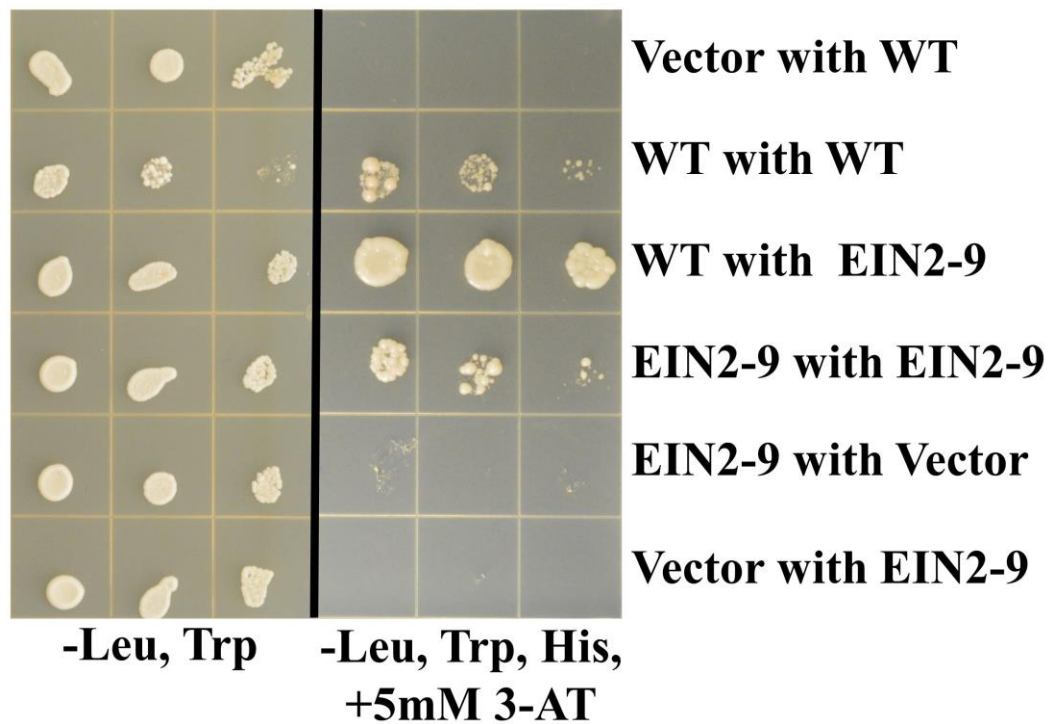 Vector with WT
WT with WT
WT with EIN2-9
EIN2-9 with EIN2-9
EIN2-9 with Vector
Vector with EIN2-9
-Leu, Trp
-Leu, Trp, His,
+5mM 3-AT